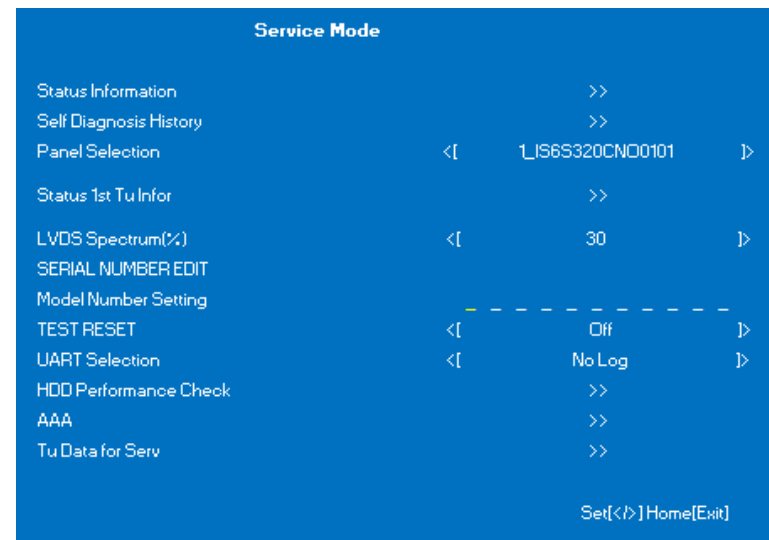 Service Mode
Status Information >>
Self Diagnosis History >>
Panel Selection <[ 1_IS6S320CNO0101 ]>
Status 1st Tu Infor >>
LVDS Spectrum(%) <[ 30 ]>
SERIAL NUMBER EDIT
Model Number Setting _ _ _ _ _ _ _ _ _ _ _ _
TEST RESET <[ Off ]>
UART Selection <[ No Log ]>
HDD Performance Check >>
AAA >>
Tu Data for Serv >>
Set[</>] Home[Exit]